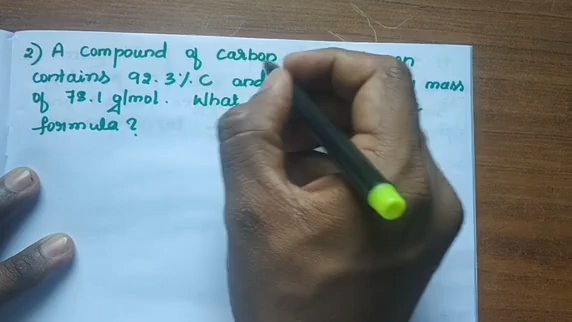 2) A compound of carbon
contains 92.3%. C and mass
of 78.1 g/mol. What
formula?